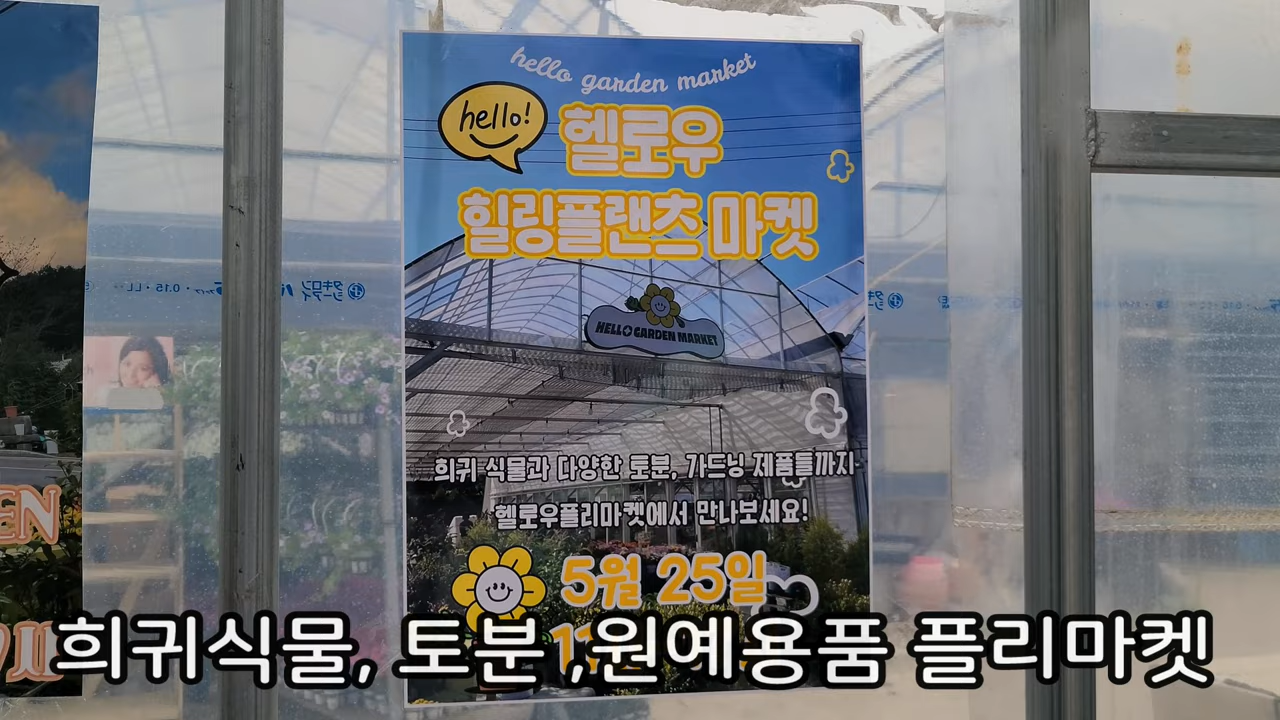 hello garden market
hello!
헬로우
힐링플랜츠 마켓
HELLO GARDEN MARKET
희귀 식물과 다양한 토분, 가드닝 제품들까지
헬로우플리마켓에서 만나보세요!
5월 25일
희귀식물, 토분 ,원예용품 플리마켓